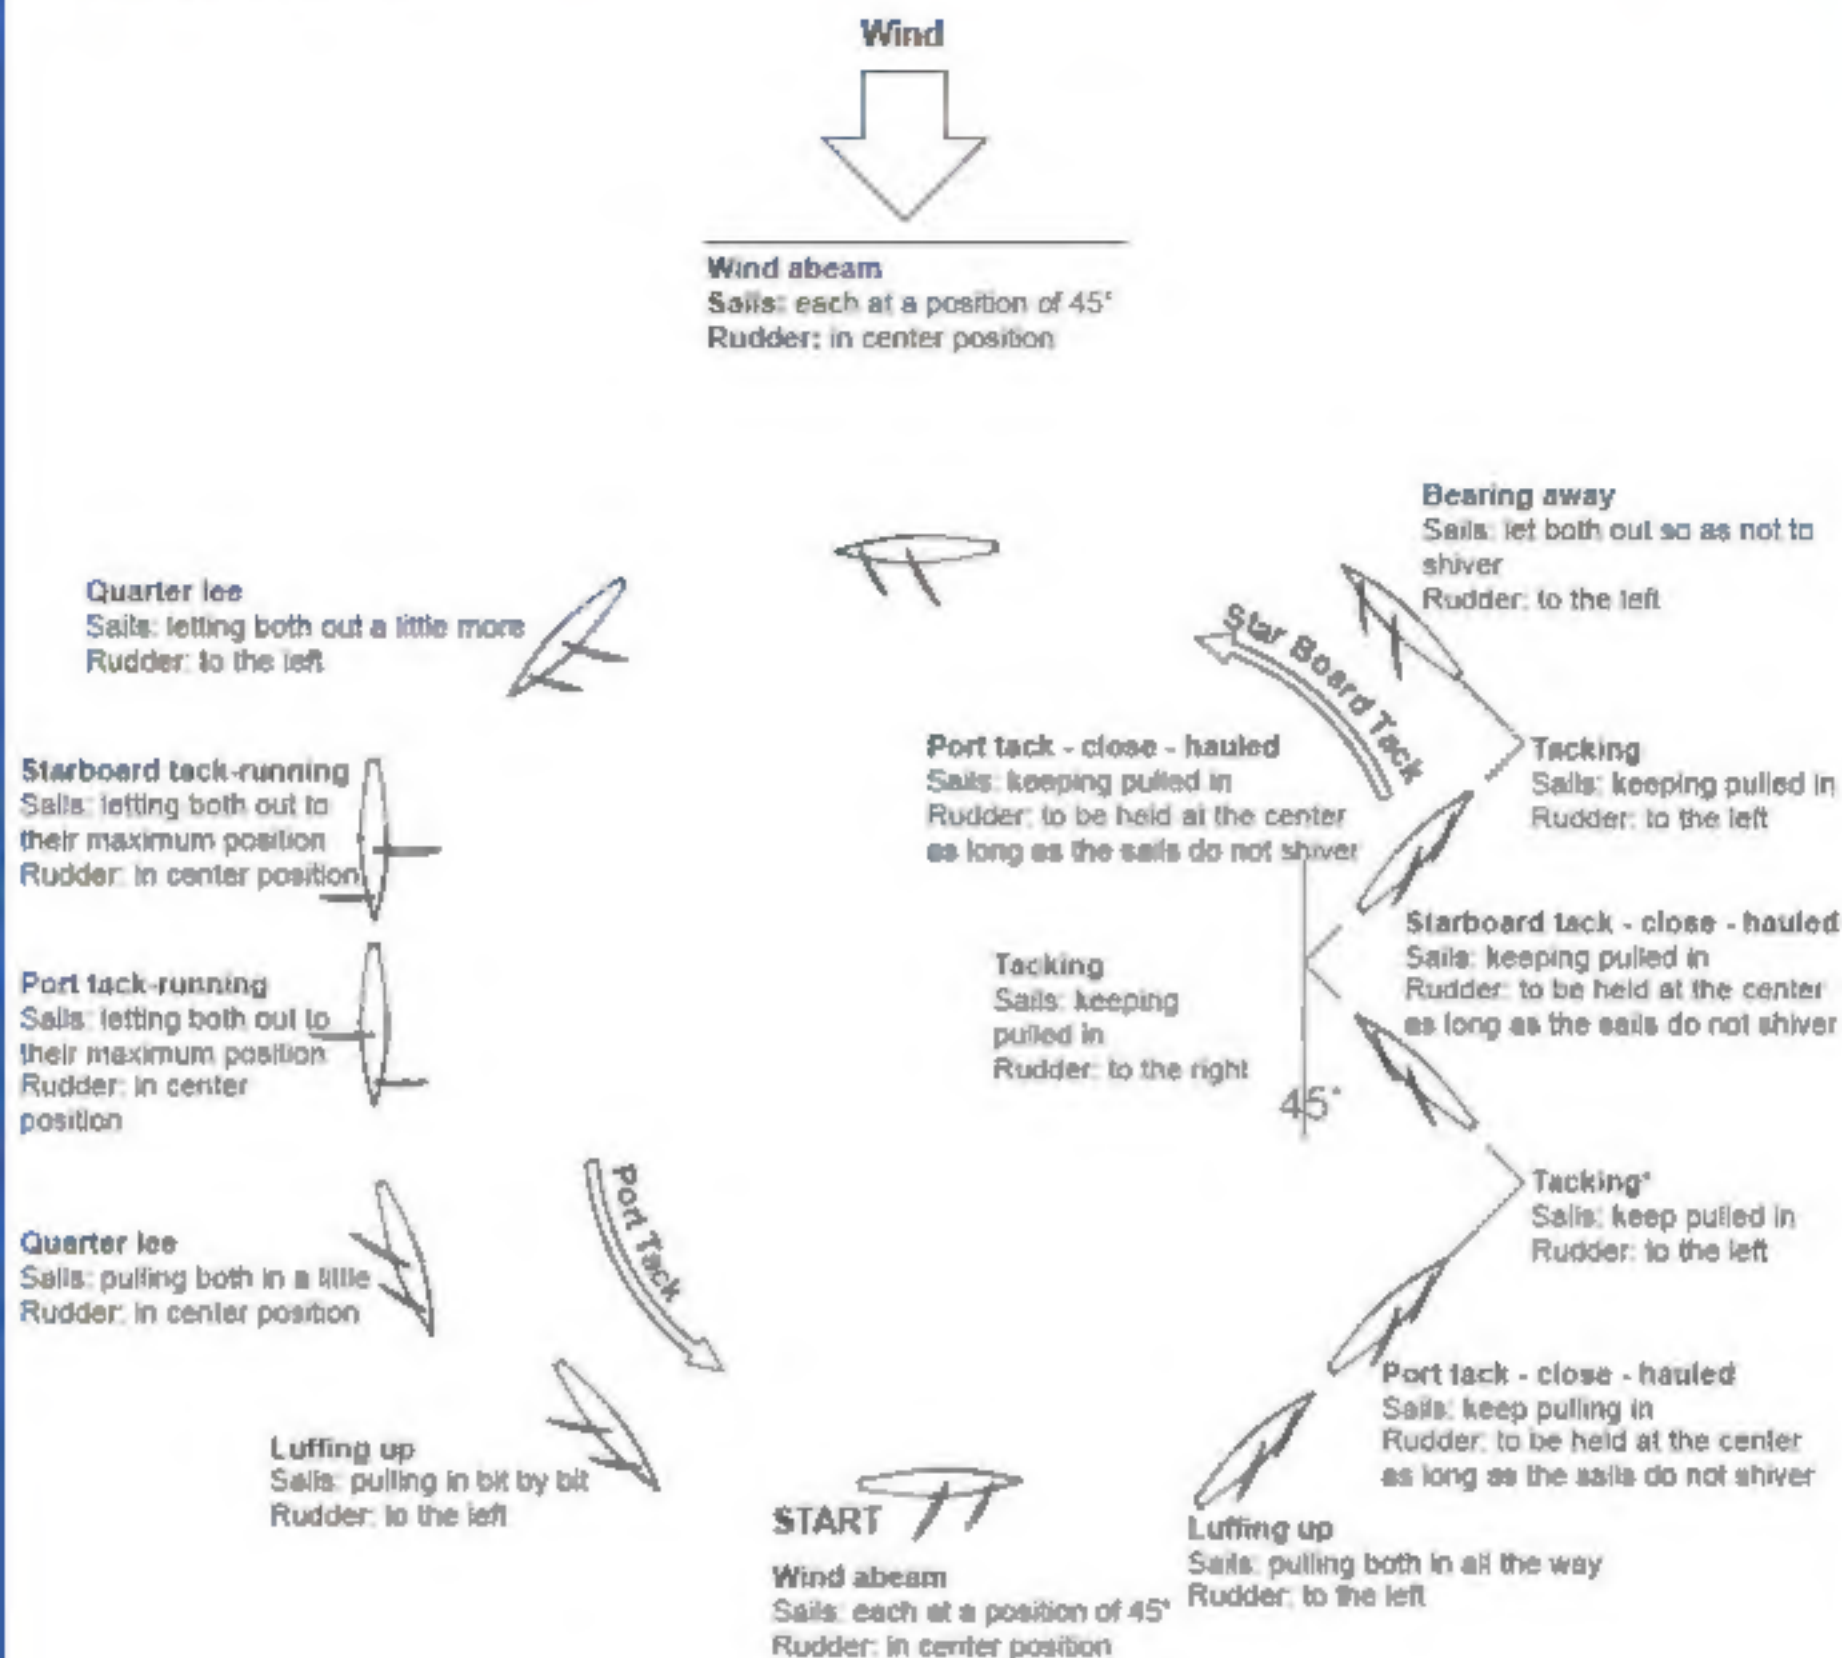 Wind
Wind abeam
Sails: each at a position of 45°
Rudder: in center position
Bearing away
Sails: let both out so as not to
shiver
Rudder: to the left
Quarter lee
Sails: letting both out a little more
Rudder: to the left
Star Board Tack
Port tack - close - hauled
Sails: keeping pulled in
Rudder: to be held at the center
as long as the sails do not shiver
Tacking
Sails: keeping pulled in
Rudder: to the left
Starboard tack-running
Sails: letting both out to
their maximum position
Rudder: in center position
Starboard tack - close - hauled
Sails: keeping pulled in
Rudder: to be held at the center
as long as the sails do not shiver
Tacking
Sails: keeping
pulled in
Rudder: to the right
45°
Port tack-running
Sails: letting both out to
their maximum position
Rudder: in center
position
Tacking*
Sails: keep pulled in
Rudder: to the left
Port Tack
Quarter lee
Sails: pulling both in a little
Rudder: in center position
Port tack - close - hauled
Sails: keep pulling in
Rudder: to be held at the center
as long as the sails do not shiver
Luffing up
Sails: pulling in bit by bit
Rudder: to the left
START
Wind abeam
Sails: each at a position of 45°
Rudder: in center position
Luffing up
Sails: pulling both in all the way
Rudder: to the left